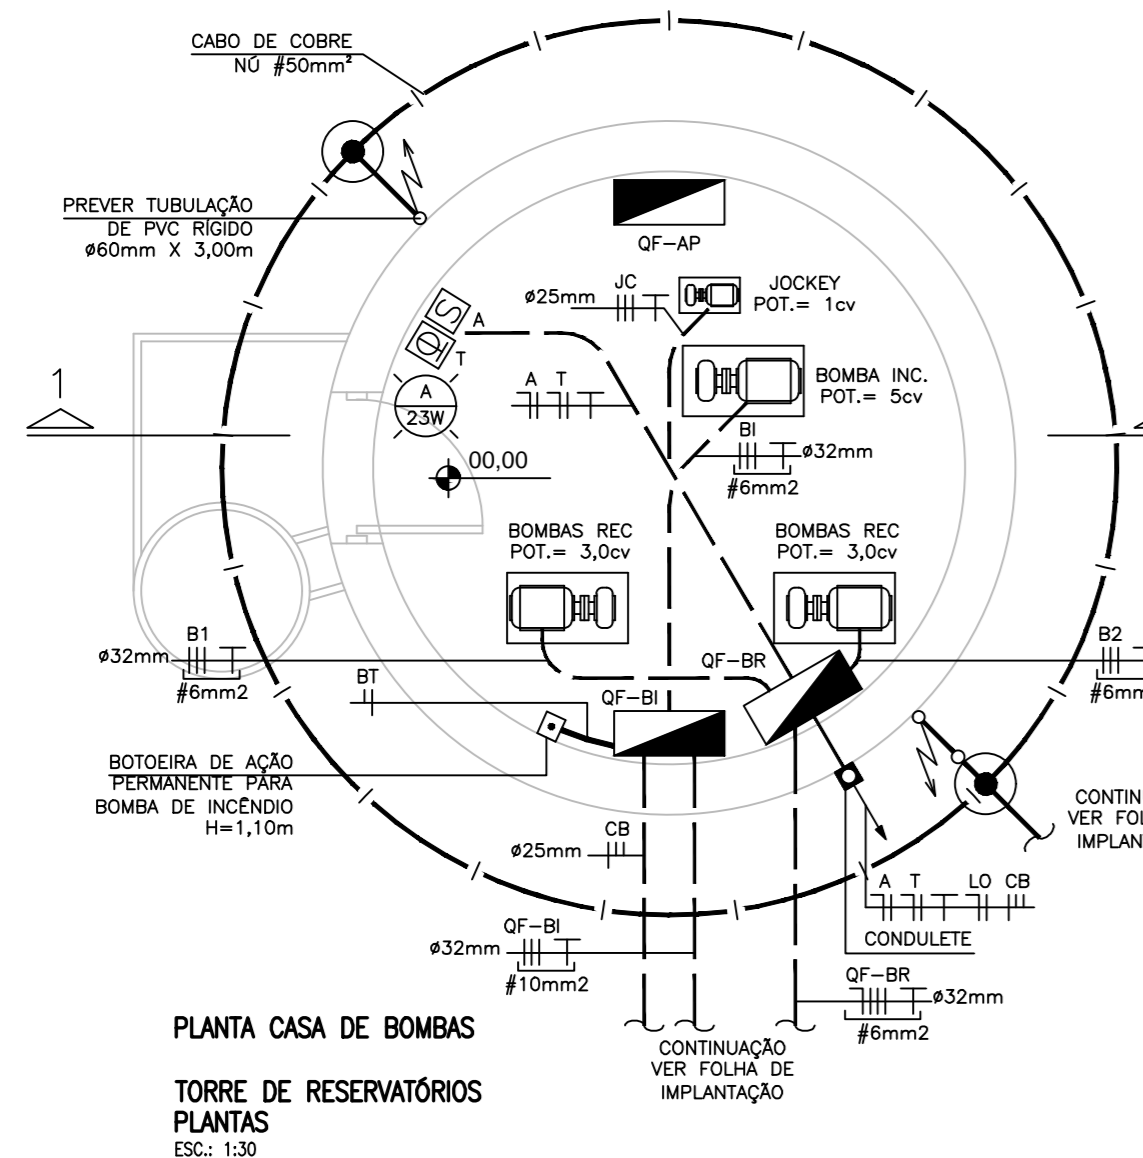 CABO DE COBRE
NÚ #50mm²
PREVER TUBULAÇÃO
DE PVC RÍGIDO
ø60mm X 3,00m
QF-AP
JC
ø25mm
JOCKEY
POT.= 1cv
S
A
Q
T
A
23W
A T
BOMBA INC.
POT.= 5cv
1
BI
ø32mm
#6mm2
00,00
BOMBAS REC
POT.= 3,0cv
BOMBAS REC
POT.= 3,0cv
B1
ø32mm
#6mm2
BT
QF-BI
QF-BR
B2
#6mm
BOTOEIRA DE AÇÃO
PERMANENTE PARA
BOMBA DE INCÊNDIO
H=1,10m
CONTIN
VER FOL
IMPLAN
CB
ø25mm
A T LO CB
CONDULETE
QF-BI
ø32mm
#10mm2
QF-BR
ø32mm
#6mm2
CONTINUAÇÃO
VER FOLHA DE
IMPLANTAÇÃO
PLANTA CASA DE BOMBAS
TORRE DE RESERVATÓRIOS
PLANTAS
ESC.: 1:30